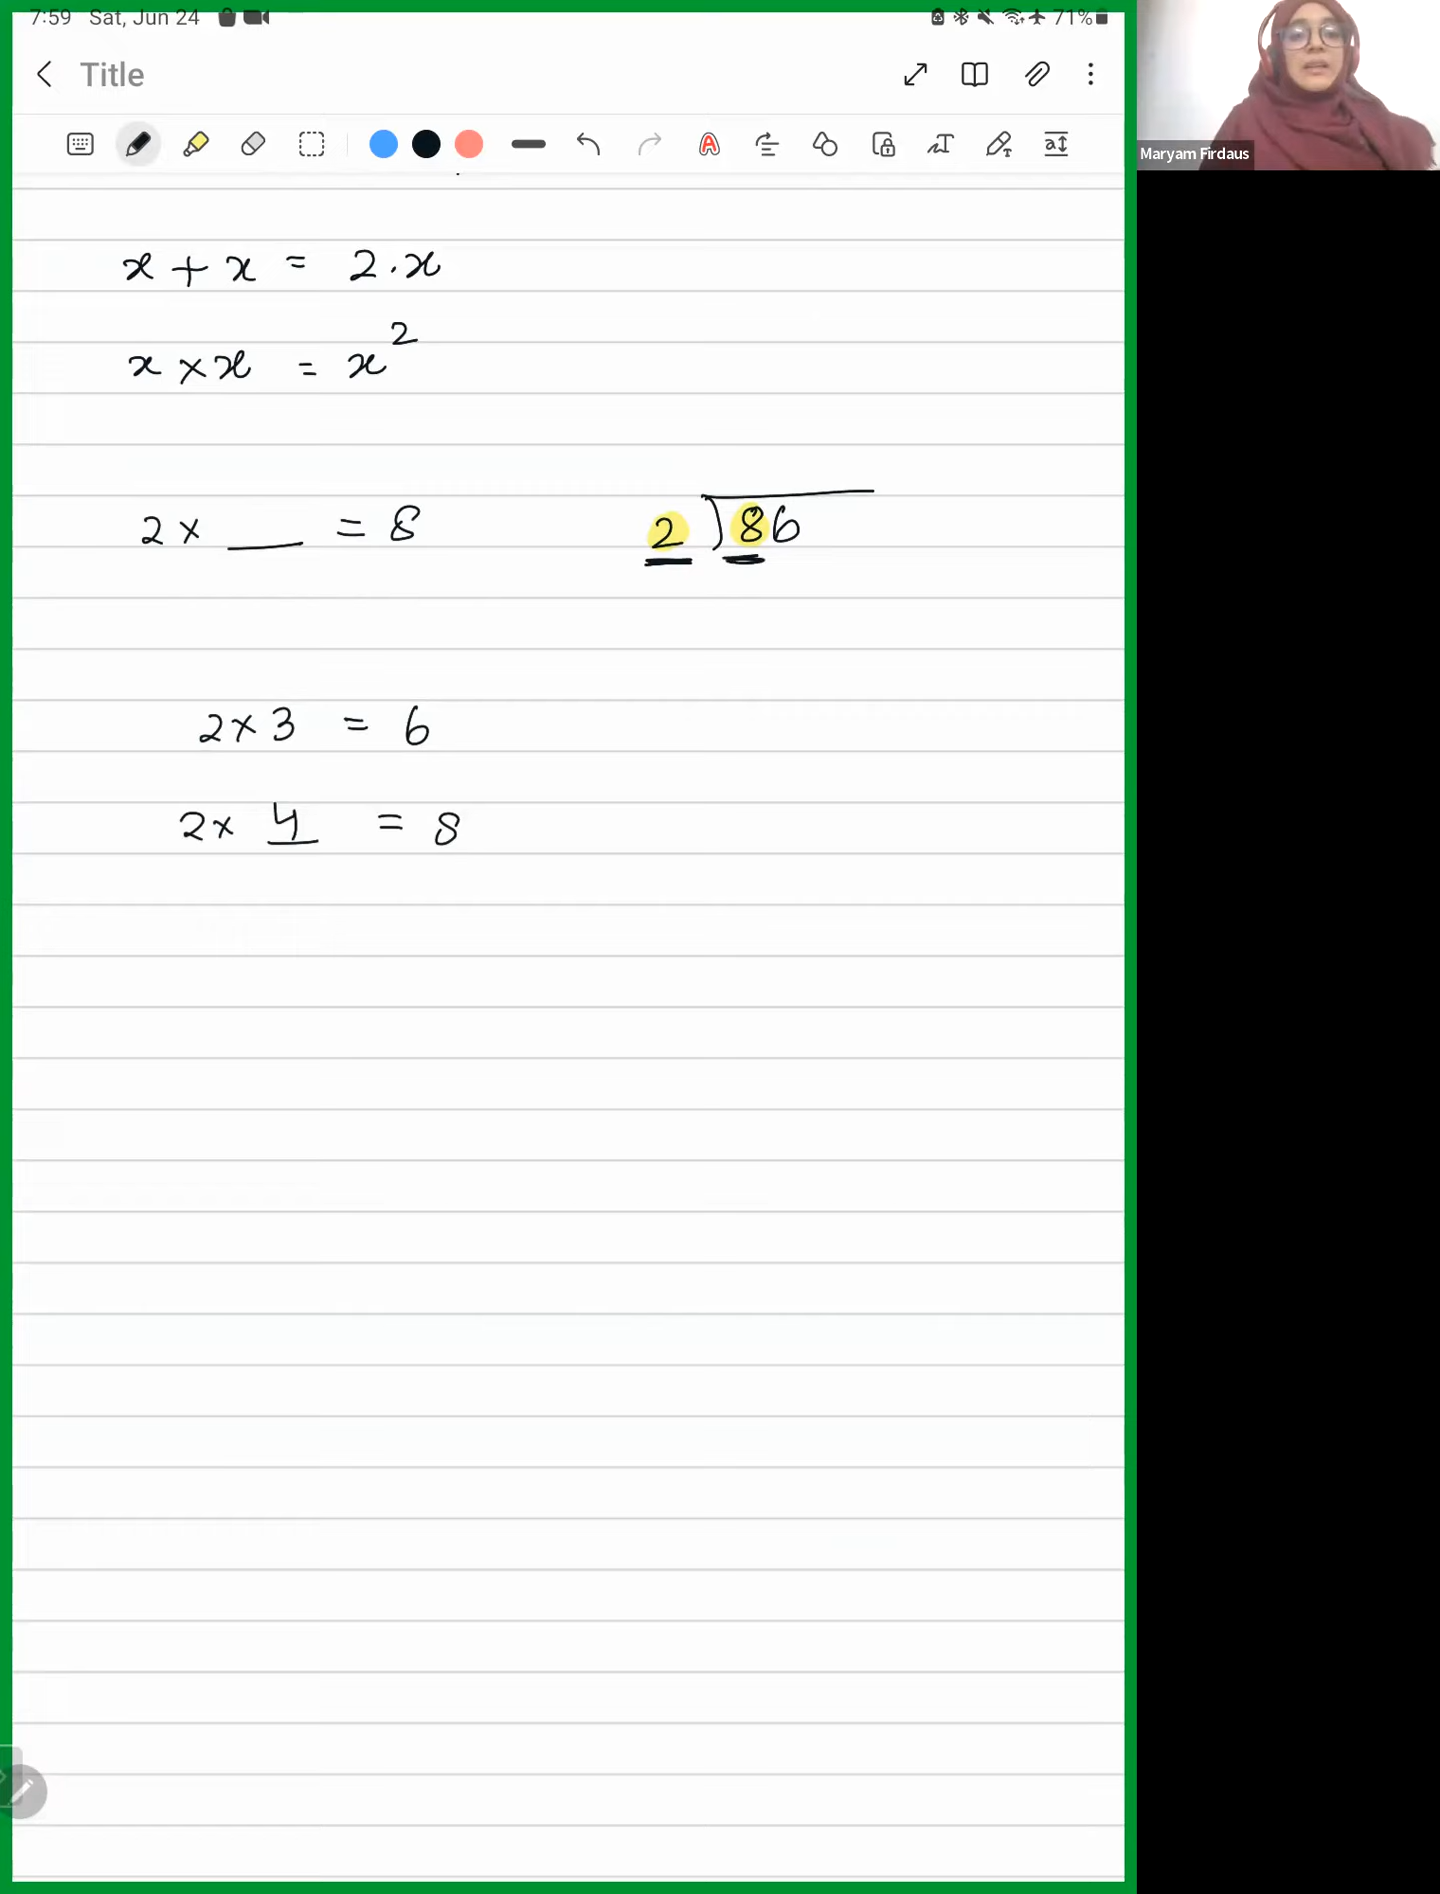 7:59 Sat, Jun 24 71%
Title
Maryam Firdaus
x + x = 2 . x
x × x = x²
2 × ___ = 8 2 ) 86
2 × 3 = 6
2 × 4 = 8